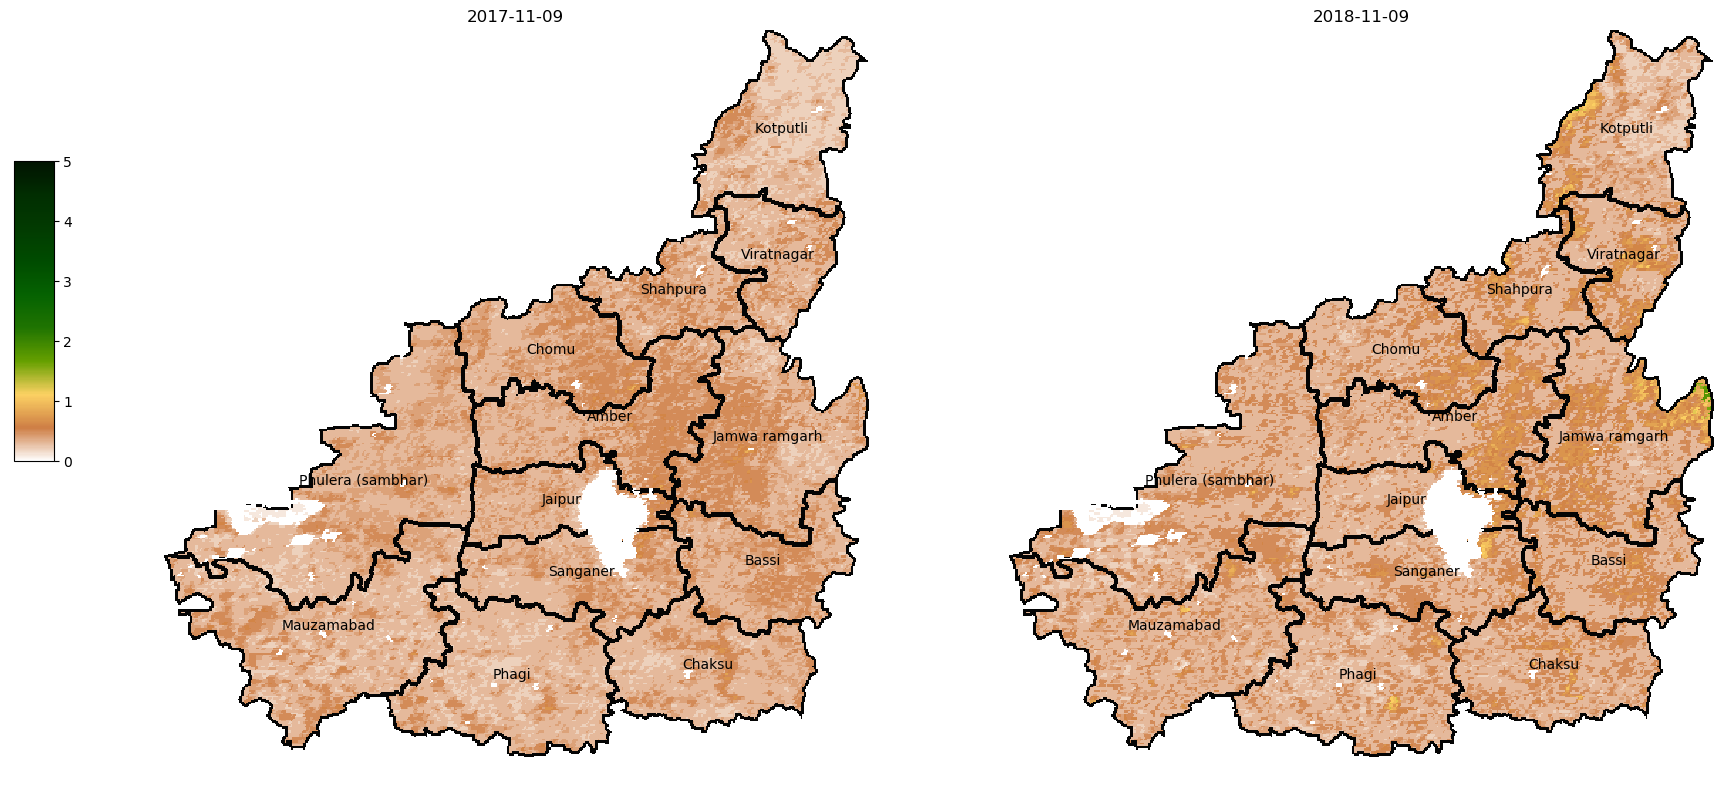 2017-11-09
2018-11-09
Kotputli
Kotputli
Viratnagar
Viratnagar
Shahpura
Shahpura
Chomu
Chomu
Amber
Amber
Jamwa ramgarh
Jamwa ramgarh
Phulera (sambhar)
Phulera (sambhar)
Jaipur
Jaipur
Bassi
Bassi
Sanganer
Sanganer
Mauzamabad
Mauzamabad
Chaksu
Chaksu
Phagi
Phagi
5
4
3
2
1
0